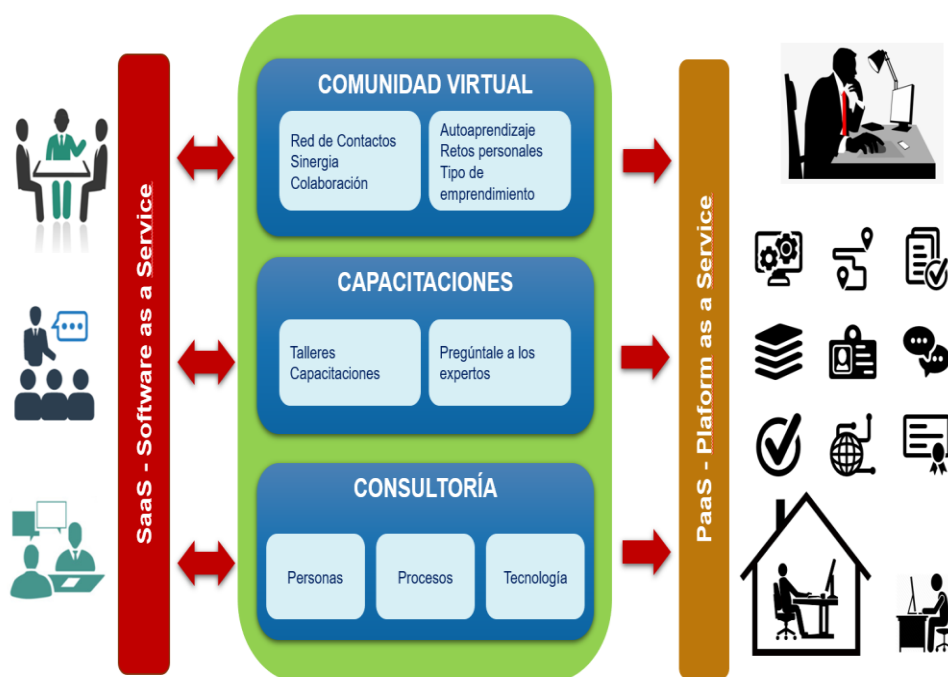 SaaS - Software as a Service
COMUNIDAD VIRTUAL
Red de Contactos
Sinergia
Colaboración
Autoaprendizaje
Retos personales
Tipo de
emprendimiento
CAPACITACIONES
Talleres
Capacitaciones
Pregúntale a los
expertos
CONSULTORÍA
Personas
Procesos
Tecnología
PaaS - Plaform as a Service